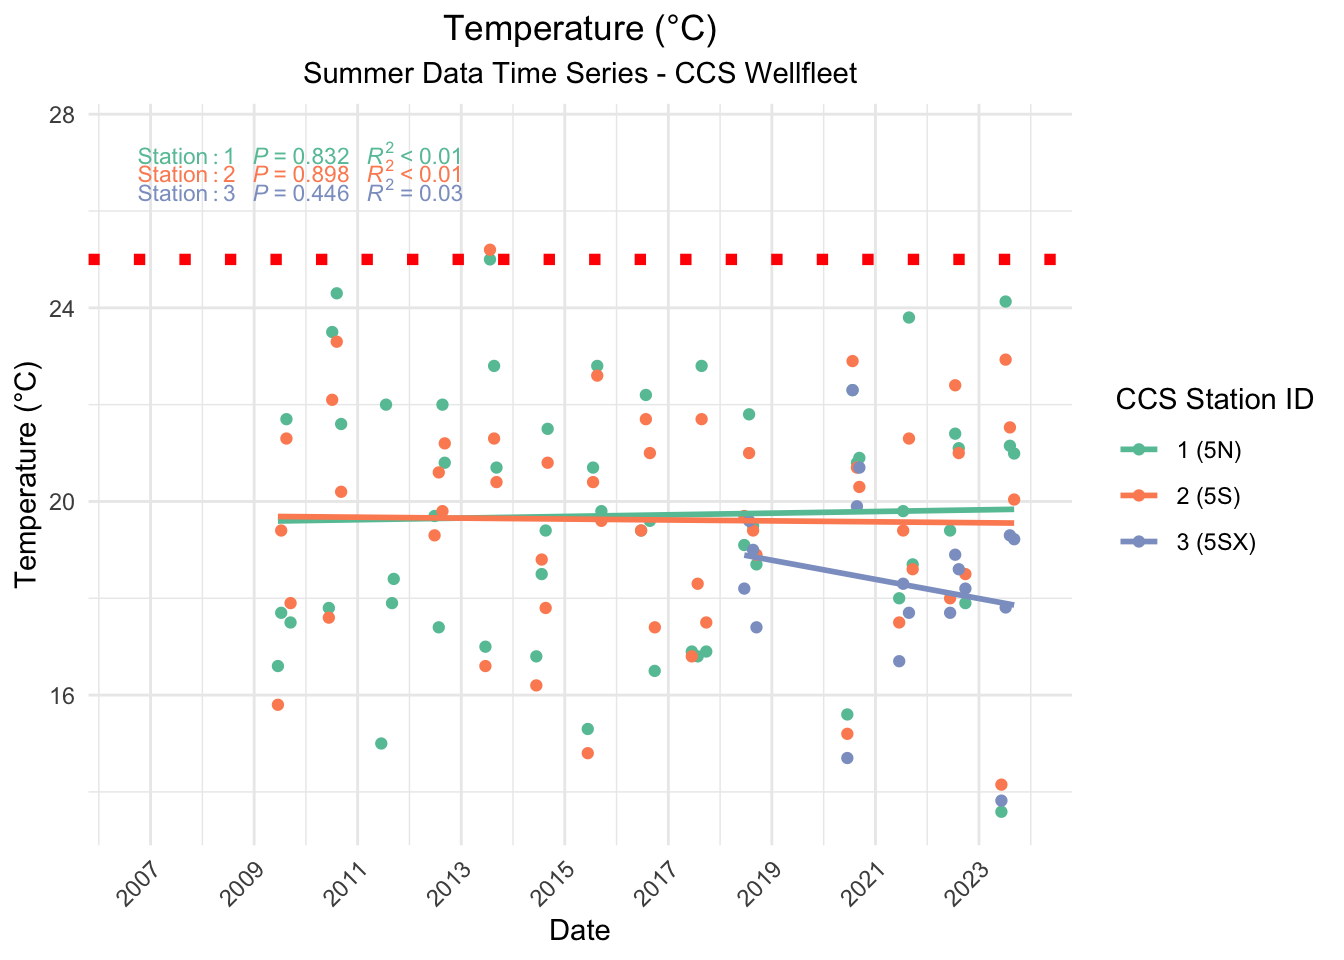 Temperature (°C)
Summer Data Time Series - CCS Wellfleet
28
Station : 1 P = 0.832 R² < 0.01
Station : 2 P = 0.898 R² < 0.01
Station : 3 P = 0.446 R² = 0.03
24
20
16
Temperature (°C)
2007 2009 2011 2013 2015 2017 2019 2021 2023
Date
CCS Station ID
1 (5N)
2 (5S)
3 (5SX)